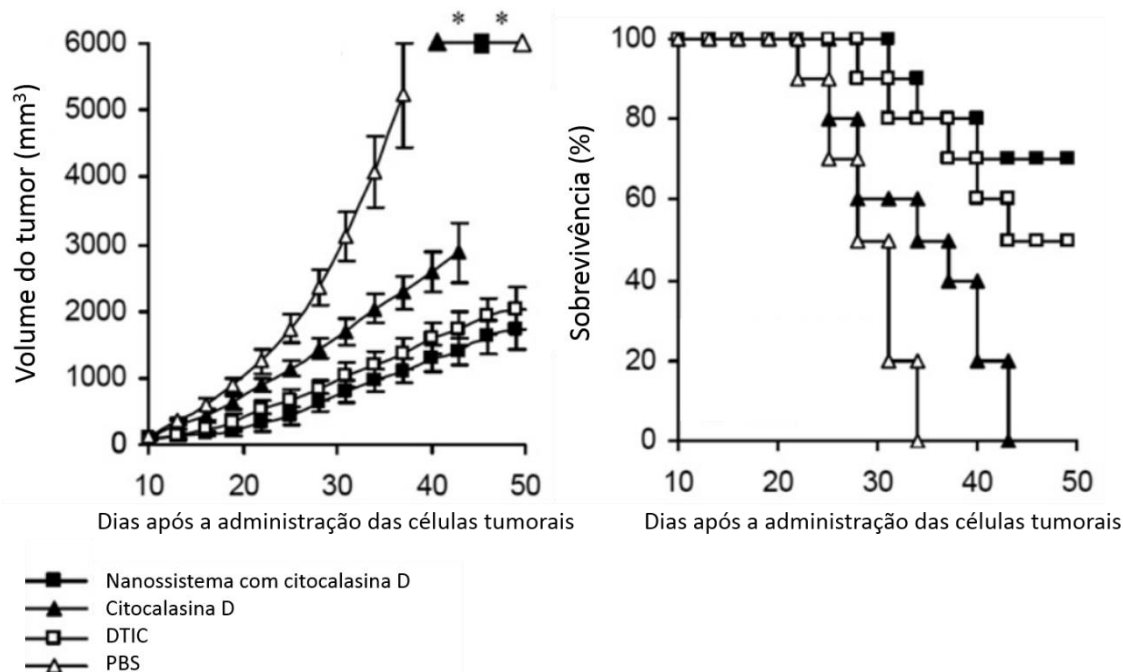 * *
6000
5000
4000
3000
2000
1000
0
10 20 30 40 50
Volume do tumor (mm³)
Dias após a administração das células tumorais
100
80
60
40
20
0
10 20 30 40 50
Sobrevivência (%)
Dias após a administração das células tumorais
Nanossistema com citocalasina D
Citocalasina D
DTIC
PBS